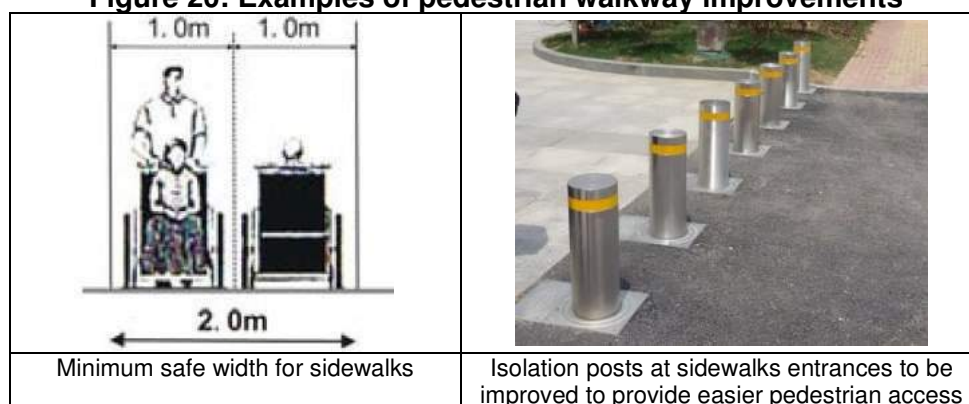 Figure 20: Examples of pedestrian walkway improvements
1.0m 1.0m
2.0m
Minimum safe width for sidewalks
Isolation posts at sidewalks entrances to be
improved to provide easier pedestrian access